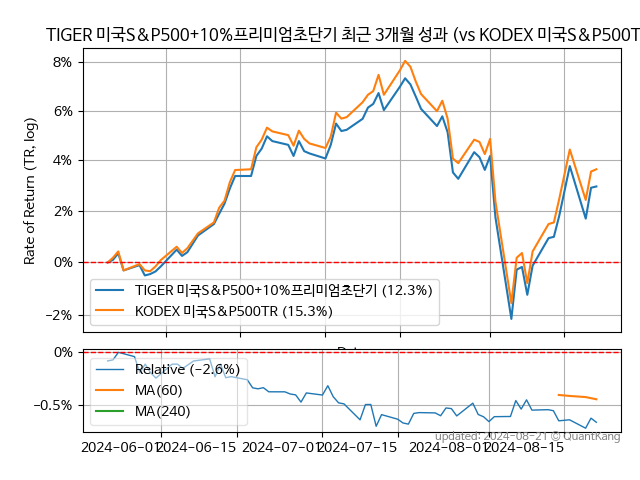 TIGER 미국S&P500+10%프리미엄초단기 최근 3개월 성과 (vs KODEX 미국S&P500T
Rate of Return (TR, log)
8%
6%
4%
2%
0%
−2%
TIGER 미국S&P500+10%프리미엄초단기 (12.3%)
KODEX 미국S&P500TR (15.3%)
0%
−0.5%
Relative (−2.6%)
MA(60)
MA(240)
2024-06-01 2024-06-15 2024-07-01 2024-07-15 2024-08-01 2024-08-15
updated: 2024-08-21 © QuantKang